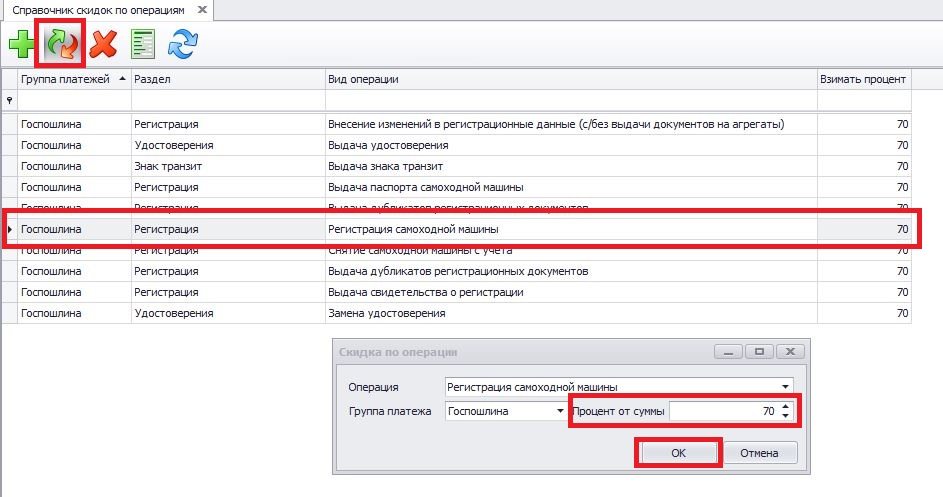 Справочник скидок по операциям
Группа платежей Раздел Вид операции Взимать процент
Госпошлина Регистрация Внесение изменений в регистрационные данные (с/без выдачи документов на агрегаты) 70
Госпошлина Удостоверения Выдача удостоверения 70
Госпошлина Знак транзит Выдача знака транзит 70
Госпошлина Регистрация Выдача паспорта самоходной машины 70
Госпошлина Регистрация Выдача дубликатов регистрационных документов 70
Госпошлина Регистрация Регистрация самоходной машины 70
Госпошлина Регистрация Снятие самоходной машины с учета 70
Госпошлина Регистрация Выдача дубликатов регистрационных документов 70
Госпошлина Регистрация Выдача свидетельства о регистрации 70
Госпошлина Удостоверения Замена удостоверения 70
Скидка по операции
Операция Регистрация самоходной машины
Группа платежа Госпошлина Процент от суммы 70
ОК Отмена